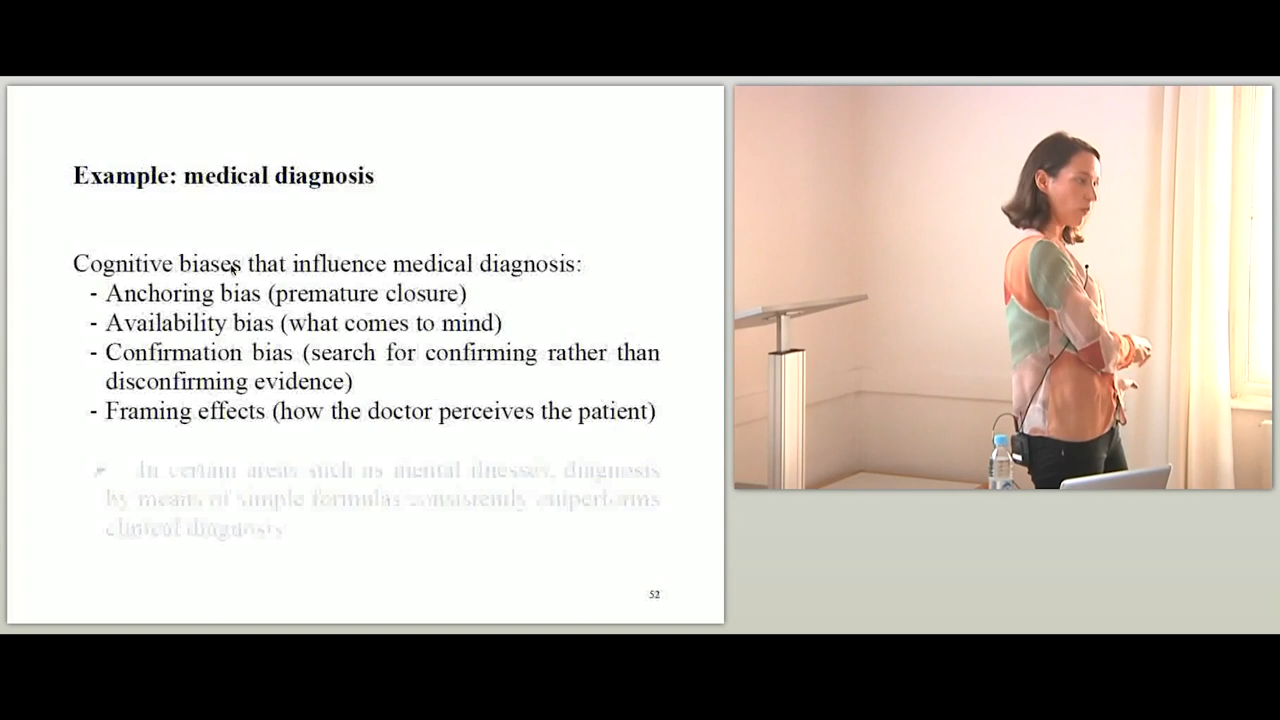 Example: medical diagnosis
Cognitive biases that influence medical diagnosis:
- Anchoring bias (premature closure)
- Availability bias (what comes to mind)
- Confirmation bias (search for confirming rather than
disconfirming evidence)
- Framing effects (how the doctor perceives the patient)
In certain areas such as mental illnesses, diagnosis
by means of simple formulas consistently outperforms
clinical diagnosis
52